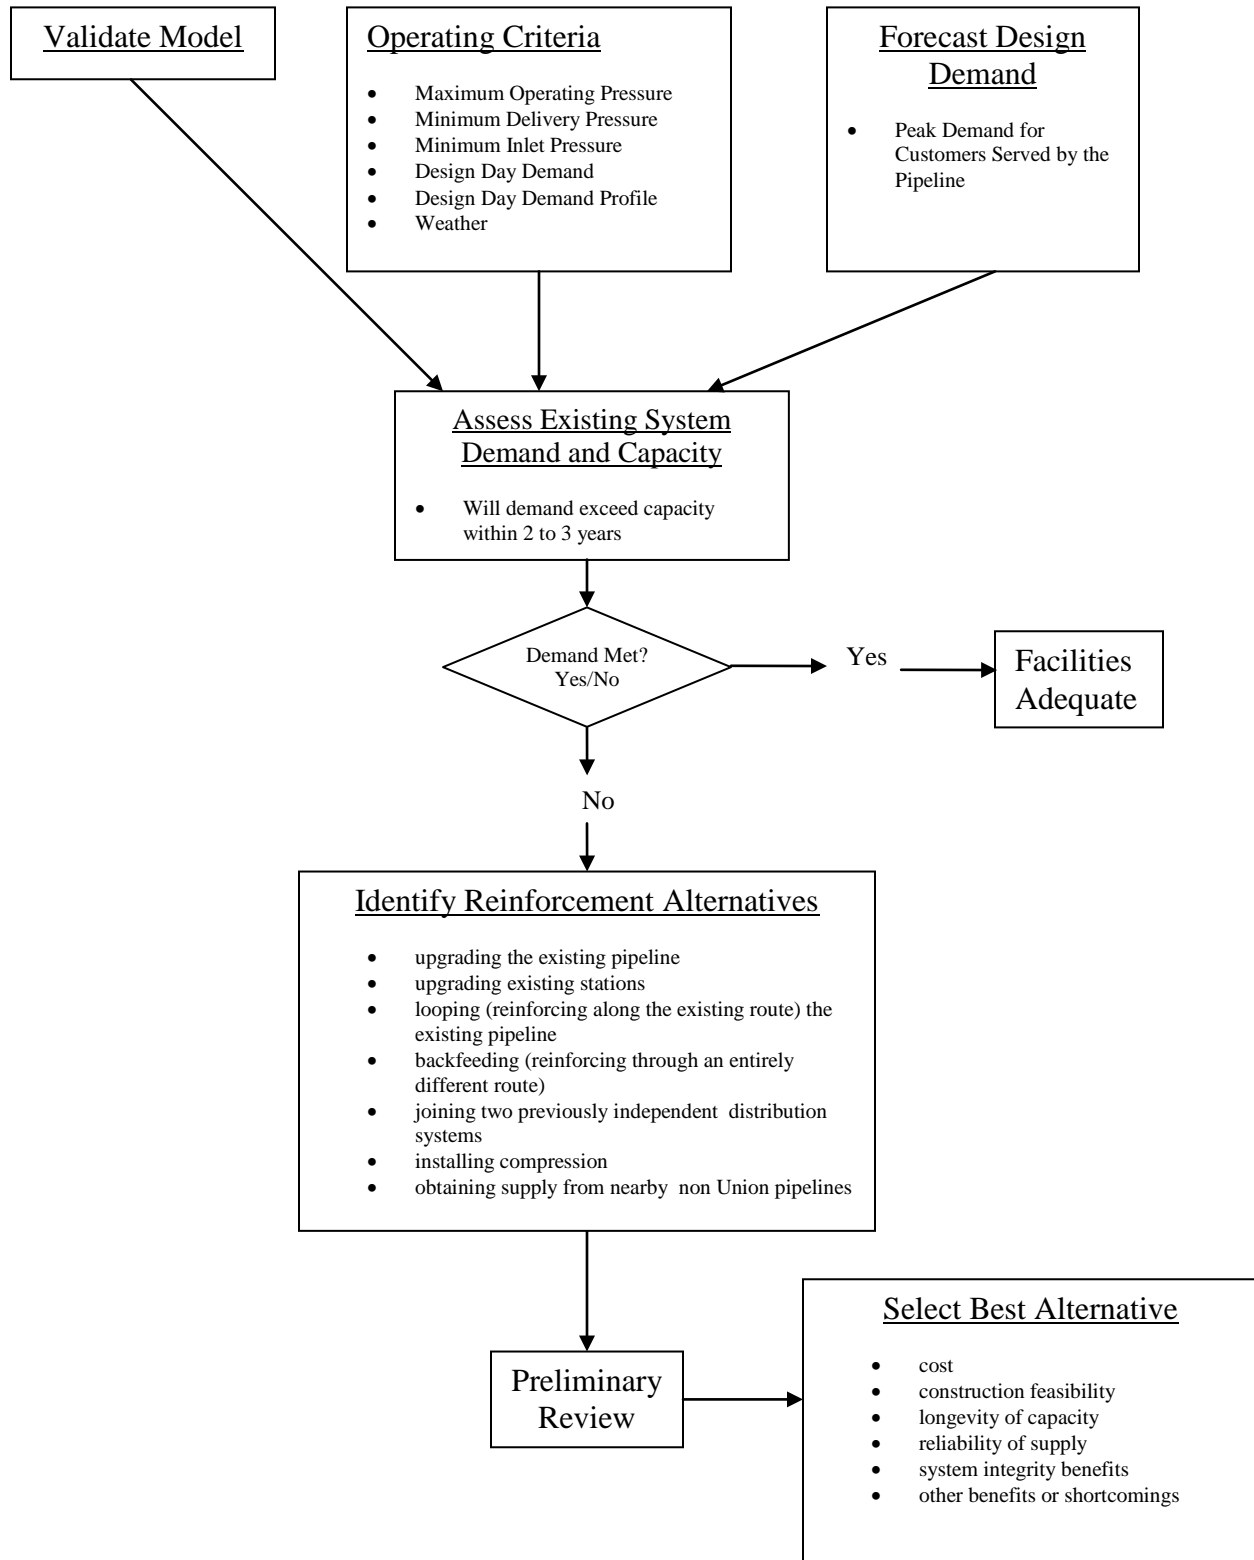 Validate Model
Operating Criteria
• Maximum Operating Pressure
• Minimum Delivery Pressure
• Minimum Inlet Pressure
• Design Day Demand
• Design Day Demand Profile
• Weather
Forecast Design
Demand
• Peak Demand for
Customers Served by the
Pipeline
Assess Existing System
Demand and Capacity
• Will demand exceed capacity
within 2 to 3 years
Demand Met?
Yes/No
Yes
Facilities
Adequate
No
Identify Reinforcement Alternatives
• upgrading the existing pipeline
• upgrading existing stations
• looping (reinforcing along the existing route) the
existing pipeline
• backfeeding (reinforcing through an entirely
different route)
• joining two previously independent distribution
systems
• installing compression
• obtaining supply from nearby non Union pipelines
Preliminary
Review
Select Best Alternative
• cost
• construction feasibility
• longevity of capacity
• reliability of supply
• system integrity benefits
• other benefits or shortcomings